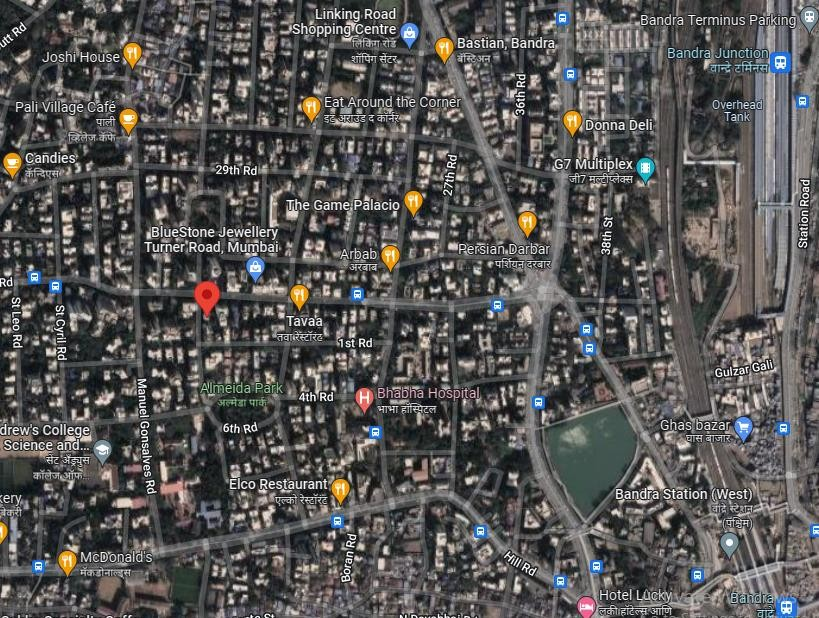 Linking Road
Shopping Centre
लिंकिंग रोड
शॉपिंग सेंटर
Bastian, Bandra
बॅस्टिअन
Bandra Terminus Parking
Joshi House
Bandra Junction
वान्द्रे टर्मिनस
36th Rd
Overhead
Tank
Pali Village Café
पाली
व्हिलेज कॅफे
Eat Around the Corner
इट अराउंड द कॉर्नर
Donna Deli
Candies
कॅन्डिएस
29th Rd
27th Rd
G7 Multiplex
जी7 मल्टीप्लेक्स
The Game Palacio
Station Road
BlueStone Jewellery
Turner Road, Mumbai
Arbab
अरबाब
Persian Darbar
पर्शियन दरबार
38th St
Rd
St Leo Rd
St Cyril Rd
Tavaa
तवा रेस्टॉरंट
1st Rd
Manuel Gonsalves Rd
Almeida Park
अल्मेडा पार्क
4th Rd
Bhabha Hospital
भाभा हॉस्पिटल
Gulzar Gali
6th Rd
drew's College
Science and...
सेंट अँड्र्युस
कॉलेज ऑफ...
Ghas bazar
घास बाजार
Elco Restaurant
एल्को रेस्टॉरंट
Bandra Station (West)
वांद्रे स्टेशन
(पश्चिम)
McDonald's
मॅकडोनाल्ड्स
Boran Rd
Hill Rd
Hotel Lucky
लकी हॉटेल्स आणि
Bandra
वांद्रे